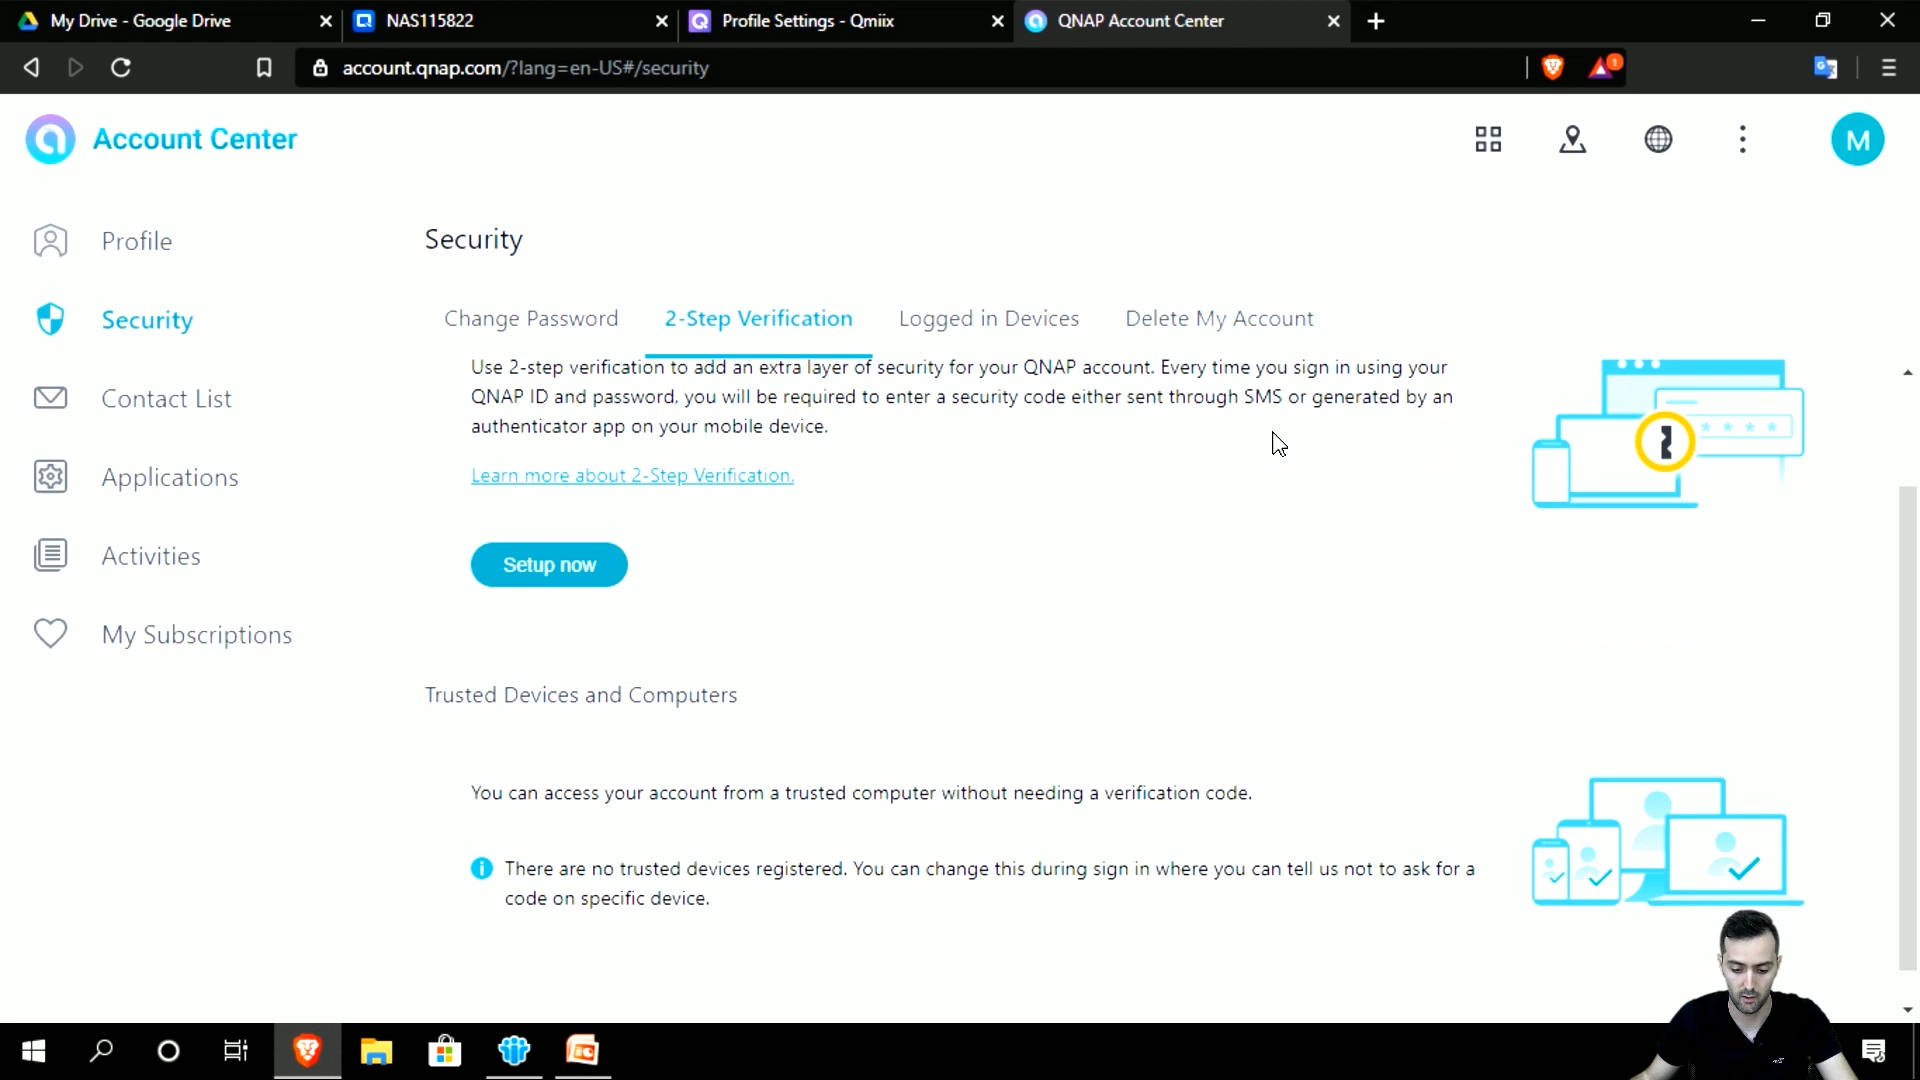 My Drive - Google Drive
NAS115822
Profile Settings - Qmiix
QNAP Account Center
account.qnap.com/?lang=en-US#/security
1
Account Center
M
Profile
Security
Contact List
Applications
Activities
My Subscriptions
Security
Change Password
2-Step Verification
Logged in Devices
Delete My Account
Use 2-step verification to add an extra layer of security for your QNAP account. Every time you sign in using your
QNAP ID and password, you will be required to enter a security code either sent through SMS or generated by an
authenticator app on your mobile device.
Learn more about 2-Step Verification.
Setup now
Trusted Devices and Computers
You can access your account from a trusted computer without needing a verification code.
There are no trusted devices registered. You can change this during sign in where you can tell us not to ask for a
code on specific device.